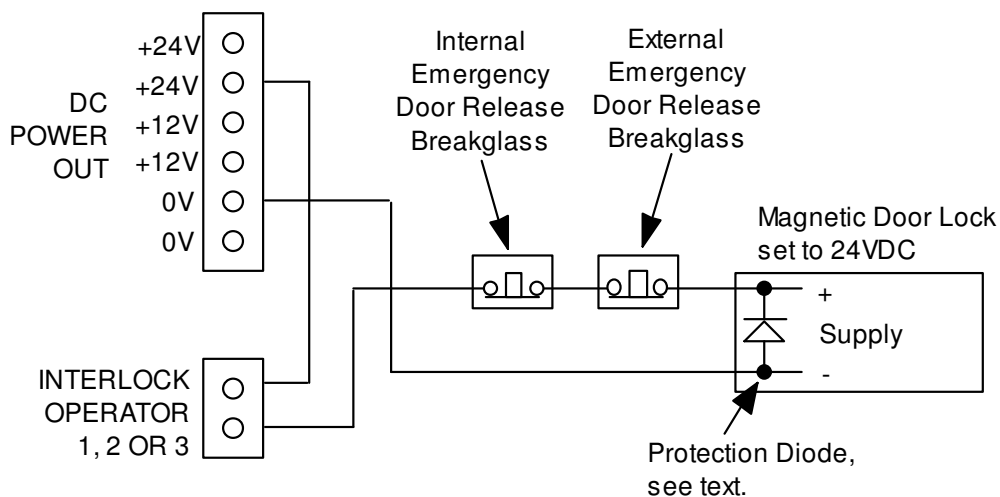 +24V
+24V
+12V
+12V
0V
0V
DC
POWER
OUT
Internal
Emergency
Door Release
Breakglass
External
Emergency
Door Release
Breakglass
Magnetic Door Lock
set to 24VDC
+
Supply
-
INTERLOCK
OPERATOR
1, 2 OR 3
Protection Diode,
see text.